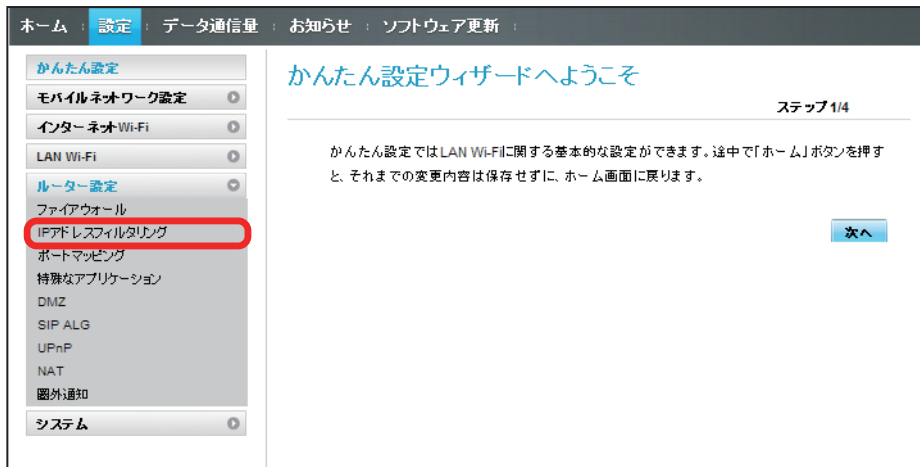 ホーム 設定 データ通信量 お知らせ ソフトウェア更新
かんたん設定
モバイルネットワーク設定
インターネットWi-Fi
LAN Wi-Fi
ルーター設定
ファイアウォール
IPアドレスフィルタリング
ポートマッピング
特殊なアプリケーション
DMZ
SIP ALG
UPnP
NAT
圏外通知
システム
かんたん設定ウィザードへようこそ
ステップ1/4
かんたん設定ではLAN Wi-Fiに関する基本的な設定ができます。途中で「ホーム」ボタンを押す
と、それまでの変更内容は保存せずに、ホーム画面に戻ります。
次へ